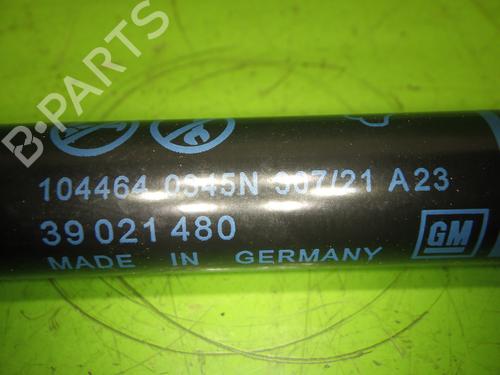 B-PARTS
104464 0345N 307/21 A23
39 021 480
GM
MADE IN GERMANY